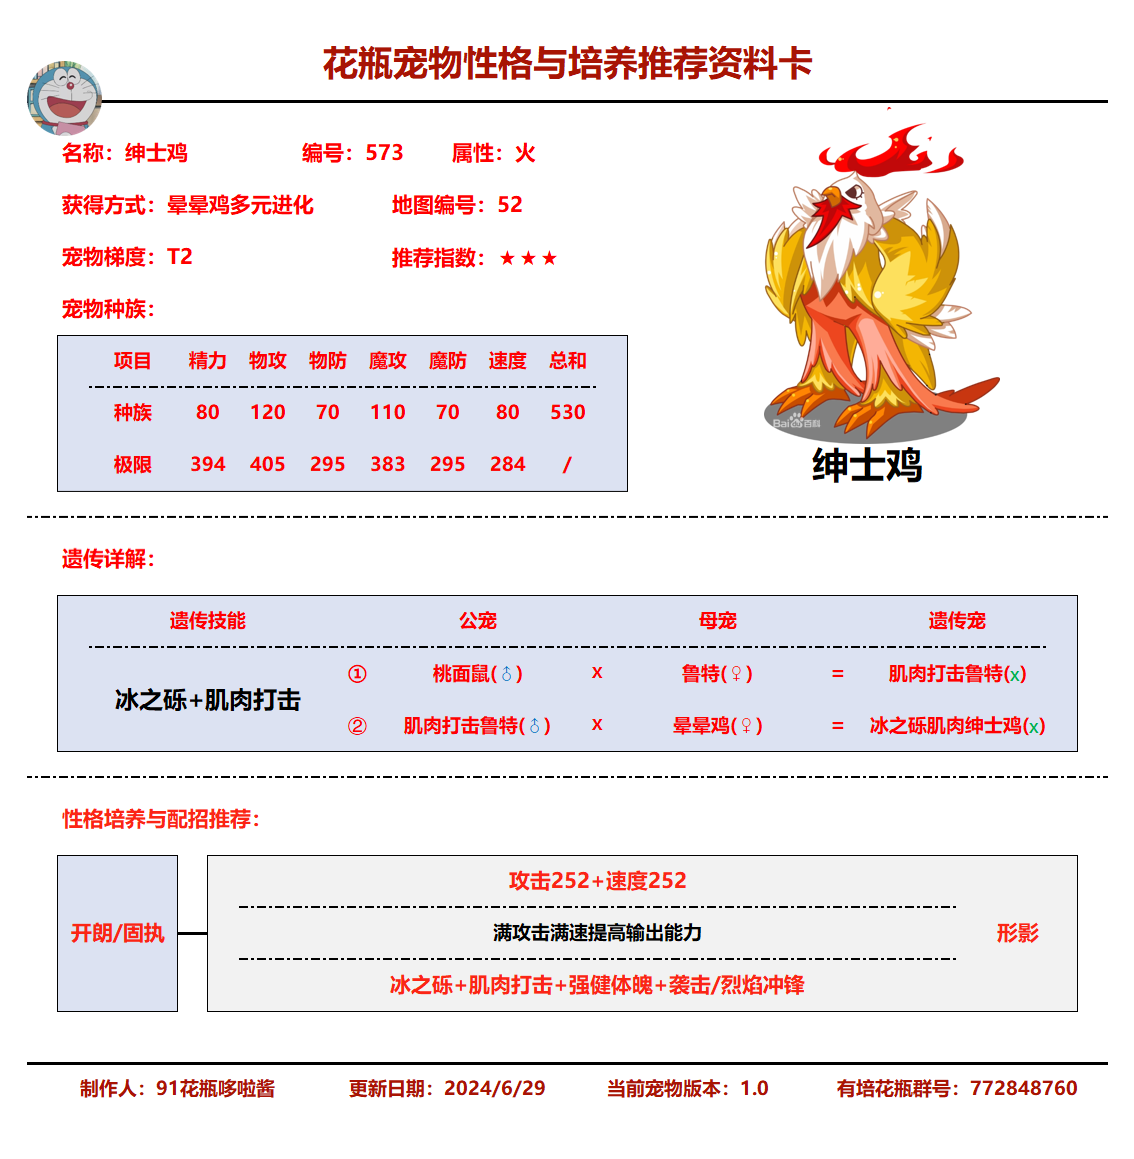 花瓶宠物性格与培养推荐资料卡
名称：绅士鸡 编号：573 属性：火
获得方式：晕晕鸡多元进化 地图编号：52
宠物梯度：T2 推荐指数：★★★
宠物种族：
项目 精力 物攻 物防 魔攻 魔防 速度 总和
种族 80 120 70 110 70 80 530
极限 394 405 295 383 295 284 /
Bai百科
绅士鸡
遗传详解：
遗传技能 公宠 母宠 遗传宠
冰之砾+肌肉打击
① 桃面鼠(♂) x 鲁特(♀) = 肌肉打击鲁特(x)
② 肌肉打击鲁特(♂) x 晕晕鸡(♀) = 冰之砾肌肉绅士鸡(x)
性格培养与配招推荐：
开朗/固执
攻击252+速度252
满攻击满速提高输出能力
冰之砾+肌肉打击+强健体魄+袭击/烈焰冲锋
形影
制作人：91花瓶哆啦酱 更新日期：2024/6/29 当前宠物版本：1.0 有培花瓶群号：772848760